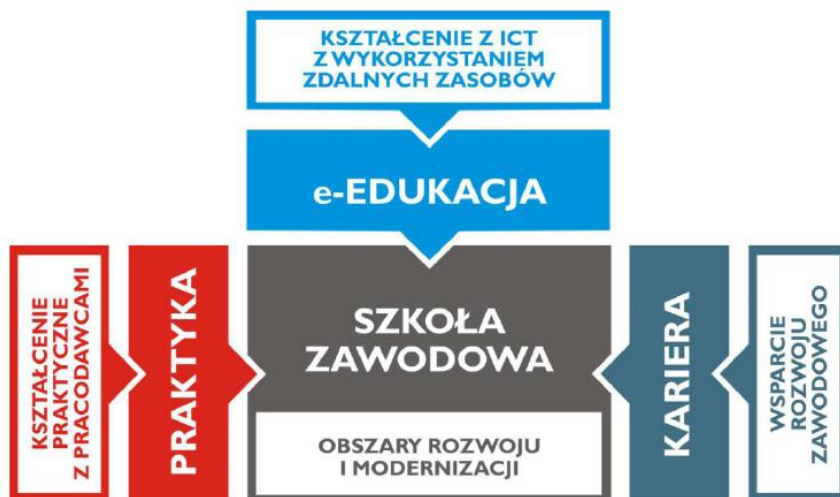 KSZTAŁCENIE Z ICT
Z WYKORZYSTANIEM
ZDALNYCH ZASOBÓW
e-EDUKACJA
KSZTAŁCENIE
PRAKTYCZNE
Z PRACODAWCAMI
PRAKTYKA
SZKOŁA
ZAWODOWA
OBSZARY ROZWOJU
I MODERNIZACJI
KARIERA
WSPARCIE
ROZWOJU
ZAWODOWEGO